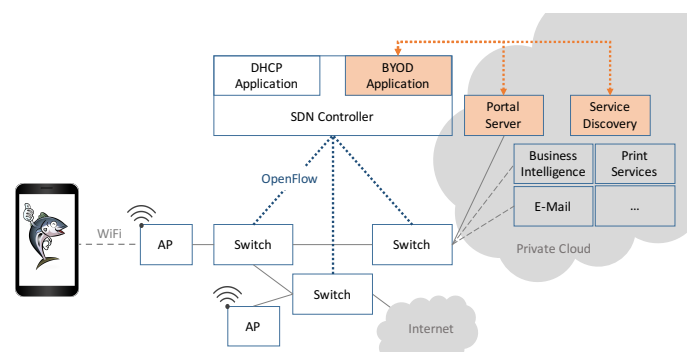 DHCP
Application
BYOD
Application
SDN Controller
Portal
Server
Service
Discovery
Business
Intelligence
Print
Services
E-Mail
...
Private Cloud
OpenFlow
WiFi
AP
Switch
Switch
Switch
AP
Internet